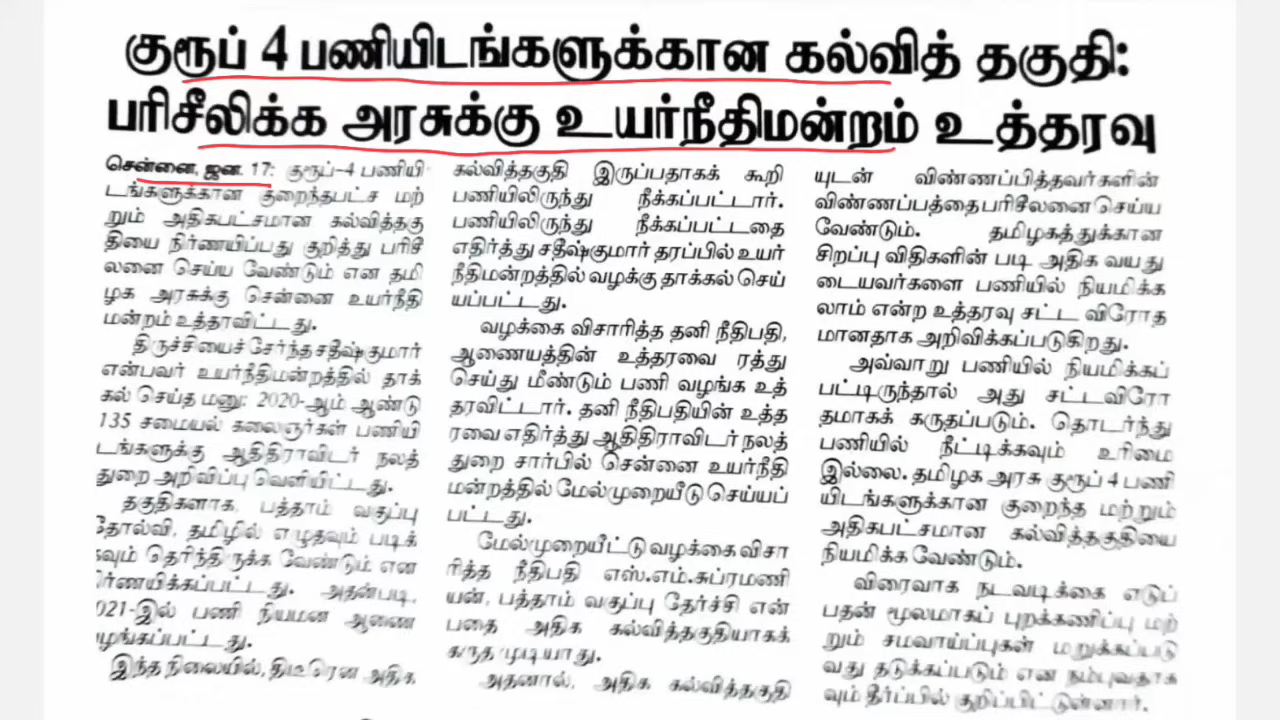 குரூப் 4 பணியிடங்களுக்கான கல்வித் தகுதி:
பரிசீலிக்க அரசுக்கு உயர்நீதிமன்றம் உத்தரவு
சென்னை, ஜன. 17: குரூப்-4 பணியி
டங்களுக்கான குறைந்தபட்ச மற்
றும் அதிகபட்சமான கல்வித்தகு
தியை நிர்ணயிப்பது குறித்து பரிசீ
லனை செய்ய வேண்டும் என தமி
ழக அரசுக்கு சென்னை உயர்நீதி
மன்றம் உத்தரவிட்டது.
திருச்சியைச் சேர்ந்த சதீஷ்குமார்
என்பவர் உயர்நீதிமன்றத்தில் தாக்
கல் செய்த மனு: 2020-ஆம் ஆண்டு
135 சமையல் கலைஞர்கள் பணியி
டங்களுக்கு ஆதிதிராவிடர் நலத்
துறை அறிவிப்பு வெளியிட்டது.
தகுதிகளாக, பத்தாம் வகுப்பு
தோல்வி, தமிழில் எழுதவும் படிக்
கவும் தெரிந்திருக்க வேண்டும் என
நிர்ணயிக்கப்பட்டது. அதன்படி,
2021-இல் பணி நியமன ஆணை
வழங்கப்பட்டது.
இந்த நிலையில், திடீரென அதிக
கல்வித்தகுதி இருப்பதாகக் கூறி
பணியிலிருந்து நீக்கப்பட்டார்.
பணியிலிருந்து நீக்கப்பட்டதை
எதிர்த்து சதீஷ்குமார் தரப்பில் உயர்
நீதிமன்றத்தில் வழக்கு தாக்கல் செய்
யப்பட்டது.
வழக்கை விசாரித்த தனி நீதிபதி,
ஆணையத்தின் உத்தரவை ரத்து
செய்து மீண்டும் பணி வழங்க உத்
தரவிட்டார். தனி நீதிபதியின் உத்த
ரவை எதிர்த்து ஆதிதிராவிடர் நலத்
துறை சார்பில் சென்னை உயர்நீதி
மன்றத்தில் மேல்முறையீடு செய்யப்
பட்டது.
மேல்முறையீட்டு வழக்கை விசா
ரித்த நீதிபதி எஸ்.எம்.சுப்ரமணி
யன், பத்தாம் வகுப்பு தேர்ச்சி என்
பதை அதிக கல்வித்தகுதியாகக்
கருத முடியாது.
அதனால், அதிக கல்வித்தகுதி
யுடன் விண்ணப்பித்தவர்களின்
விண்ணப்பத்தை பரிசீலனை செய்ய
வேண்டும். தமிழகத்துக்கான
சிறப்பு விதிகளின் படி அதிக வயது
டையவர்களை பணியில் நியமிக்க
லாம் என்ற உத்தரவு சட்ட விரோத
மானதாக அறிவிக்கப்படுகிறது.
அவ்வாறு பணியில் நியமிக்கப்
பட்டிருந்தால் அது சட்டவிரோ
தமாகக் கருதப்படும். தொடர்ந்து
பணியில் நீட்டிக்கவும் உரிமை
இல்லை. தமிழக அரசு குரூப் 4 பணி
யிடங்களுக்கான குறைந்த மற்றும்
அதிகபட்சமான கல்வித்தகுதியை
நியமிக்க வேண்டும்.
விரைவாக நடவடிக்கை எடுப்
பதன் மூலமாகப் புறக்கணிப்பு மற்
றும் சமவாய்ப்புகள் மறுக்கப்படு
வது தடுக்கப்படும் என நம்புவதாக
வும் தீர்ப்பில் குறிப்பிட்டுள்ளார்.